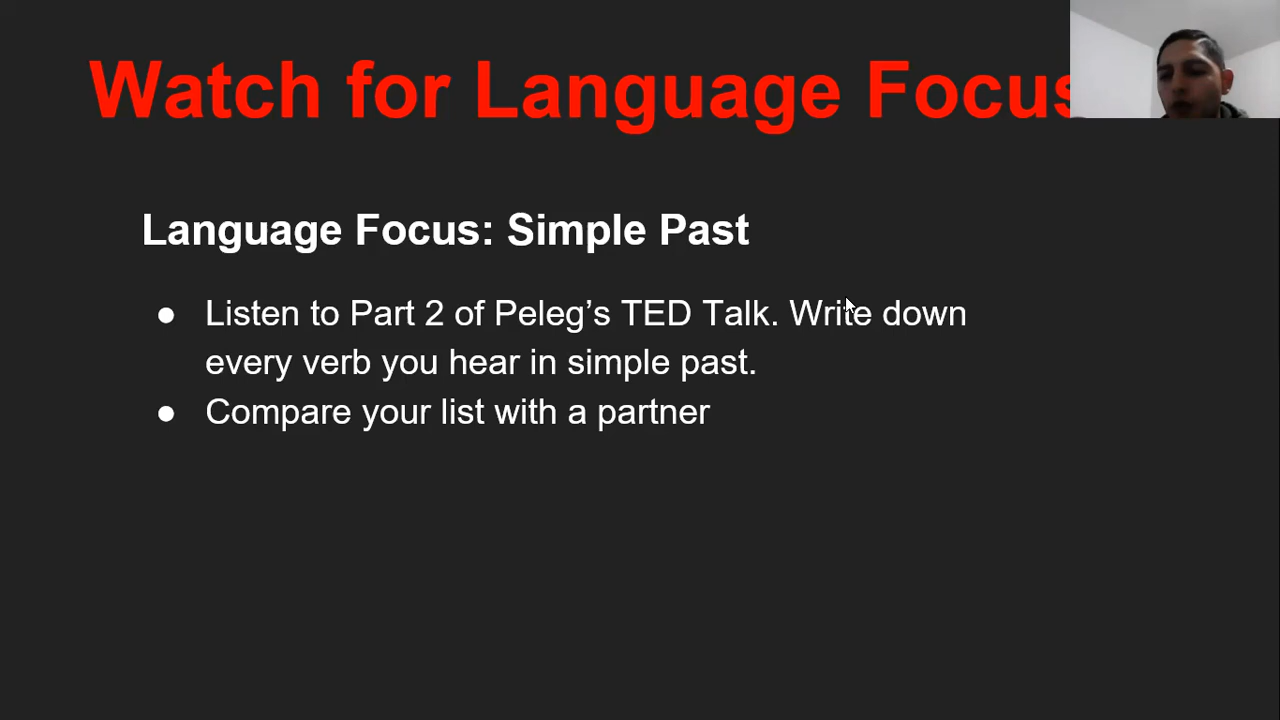 Watch for Language Focus
Language Focus: Simple Past
● Listen to Part 2 of Peleg’s TED Talk. Write down
every verb you hear in simple past.
● Compare your list with a partner